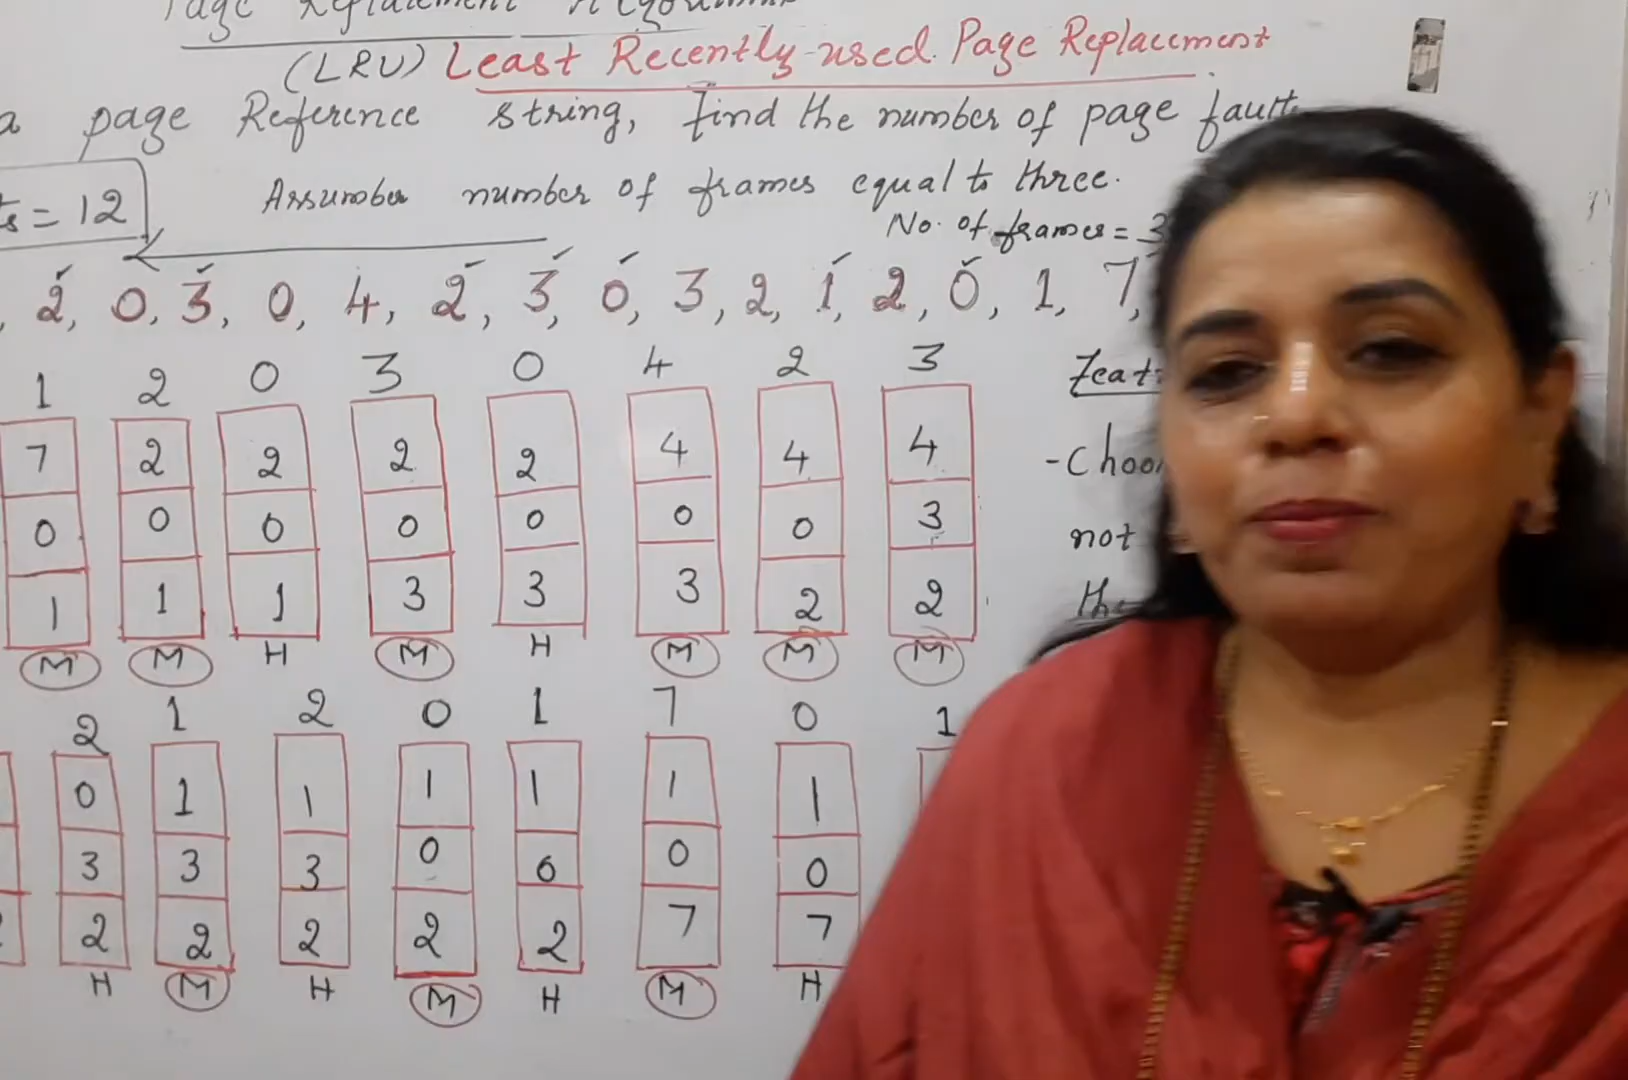 Page Replacement Algorithms
(LRU) Least Recently used Page Replacement
a page Reference string, find the number of page fault
= 12 Assumber number of frames equal to three.
No. of frames = 3
, 2, 0, 3, 0, 4, 2, 3, 0, 3, 2, 1, 2, 0, 1, 7,
1 2 0 3 0 4 2 3
7 2 2 2 2 4 4 4 -Choo
0 0 0 0 0 0 0 3 not
1 1 1 3 3 3 2 2 the
M M H M H M M M
2 1 2 0 1 7 0 1
0 1 1 1 1 1 1
3 3 3 0 0 0 0
2 2 2 2 2 7 7
H M H M H M H